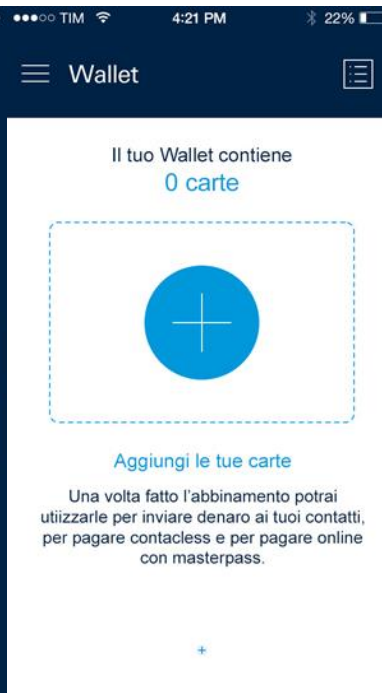 TIM 4:21 PM 22%
Wallet
Il tuo Wallet contiene
0 carte
Aggiungi le tue carte
Una volta fatto l'abbinamento potrai
utiizzarle per inviare denaro ai tuoi contatti,
per pagare contacless e per pagare online
con masterpass.
+